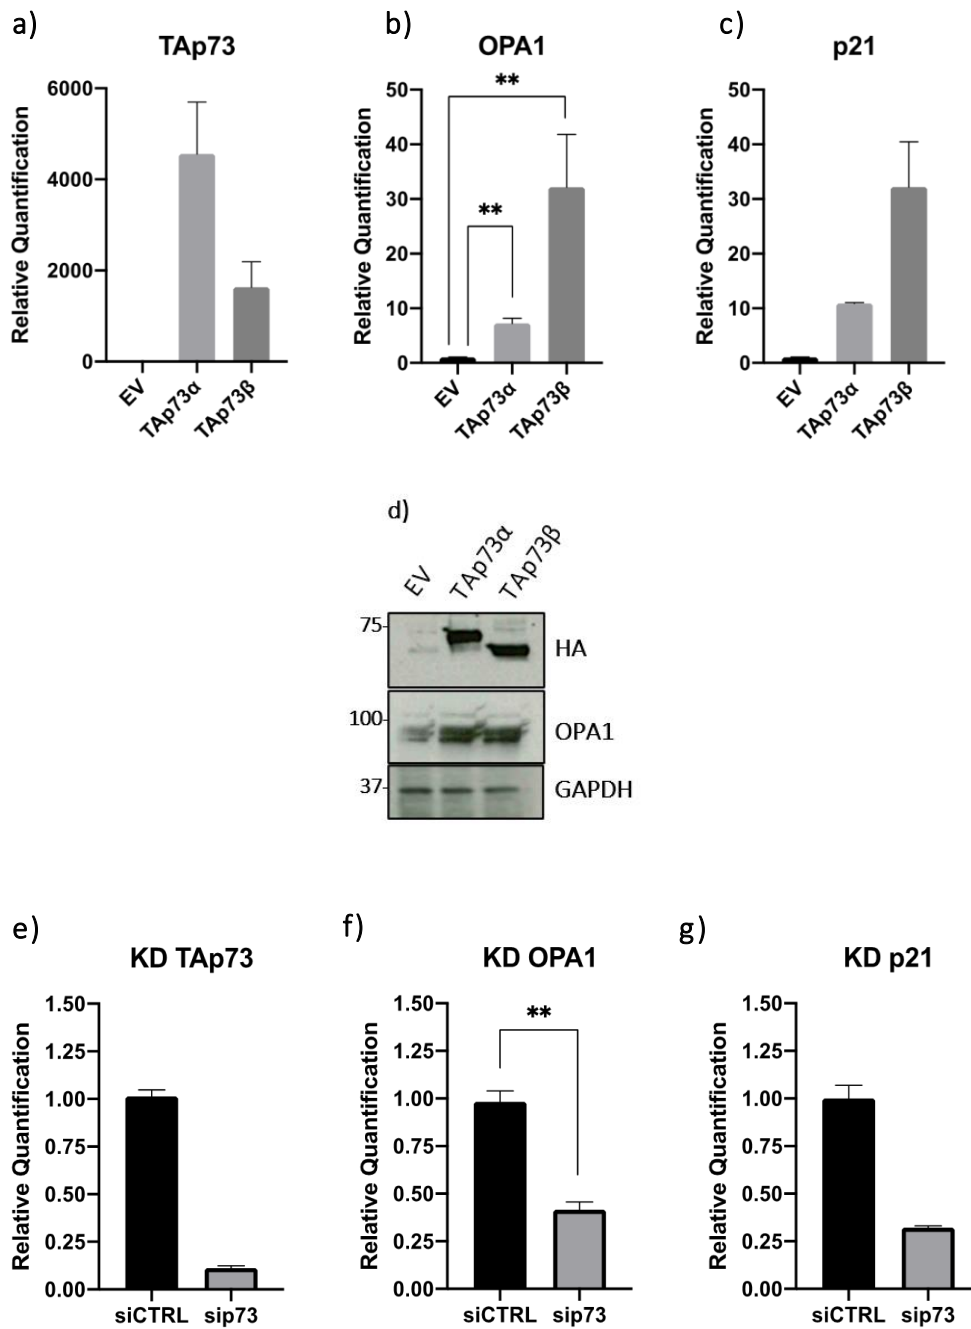 a)
TAp73
Relative Quantification
6000
4000
2000
0
EV
TAp73α
TAp73β
b)
OPA1
Relative Quantification
50
40
30
20
10
0
**
**
EV
TAp73α
TAp73β
c)
p21
Relative Quantification
50
40
30
20
10
0
EV
TAp73α
TAp73β
d)
EV
TAp73α
TAp73β
75
HA
100
OPA1
37
GAPDH
e)
KD TAp73
Relative Quantification
1.50
1.25
1.00
0.75
0.50
0.25
0.00
siCTRL sip73
f)
KD OPA1
Relative Quantification
1.50
1.25
1.00
0.75
0.50
0.25
0.00
**
siCTRL sip73
g)
KD p21
Relative Quantification
1.50
1.25
1.00
0.75
0.50
0.25
0.00
siCTRL sip73